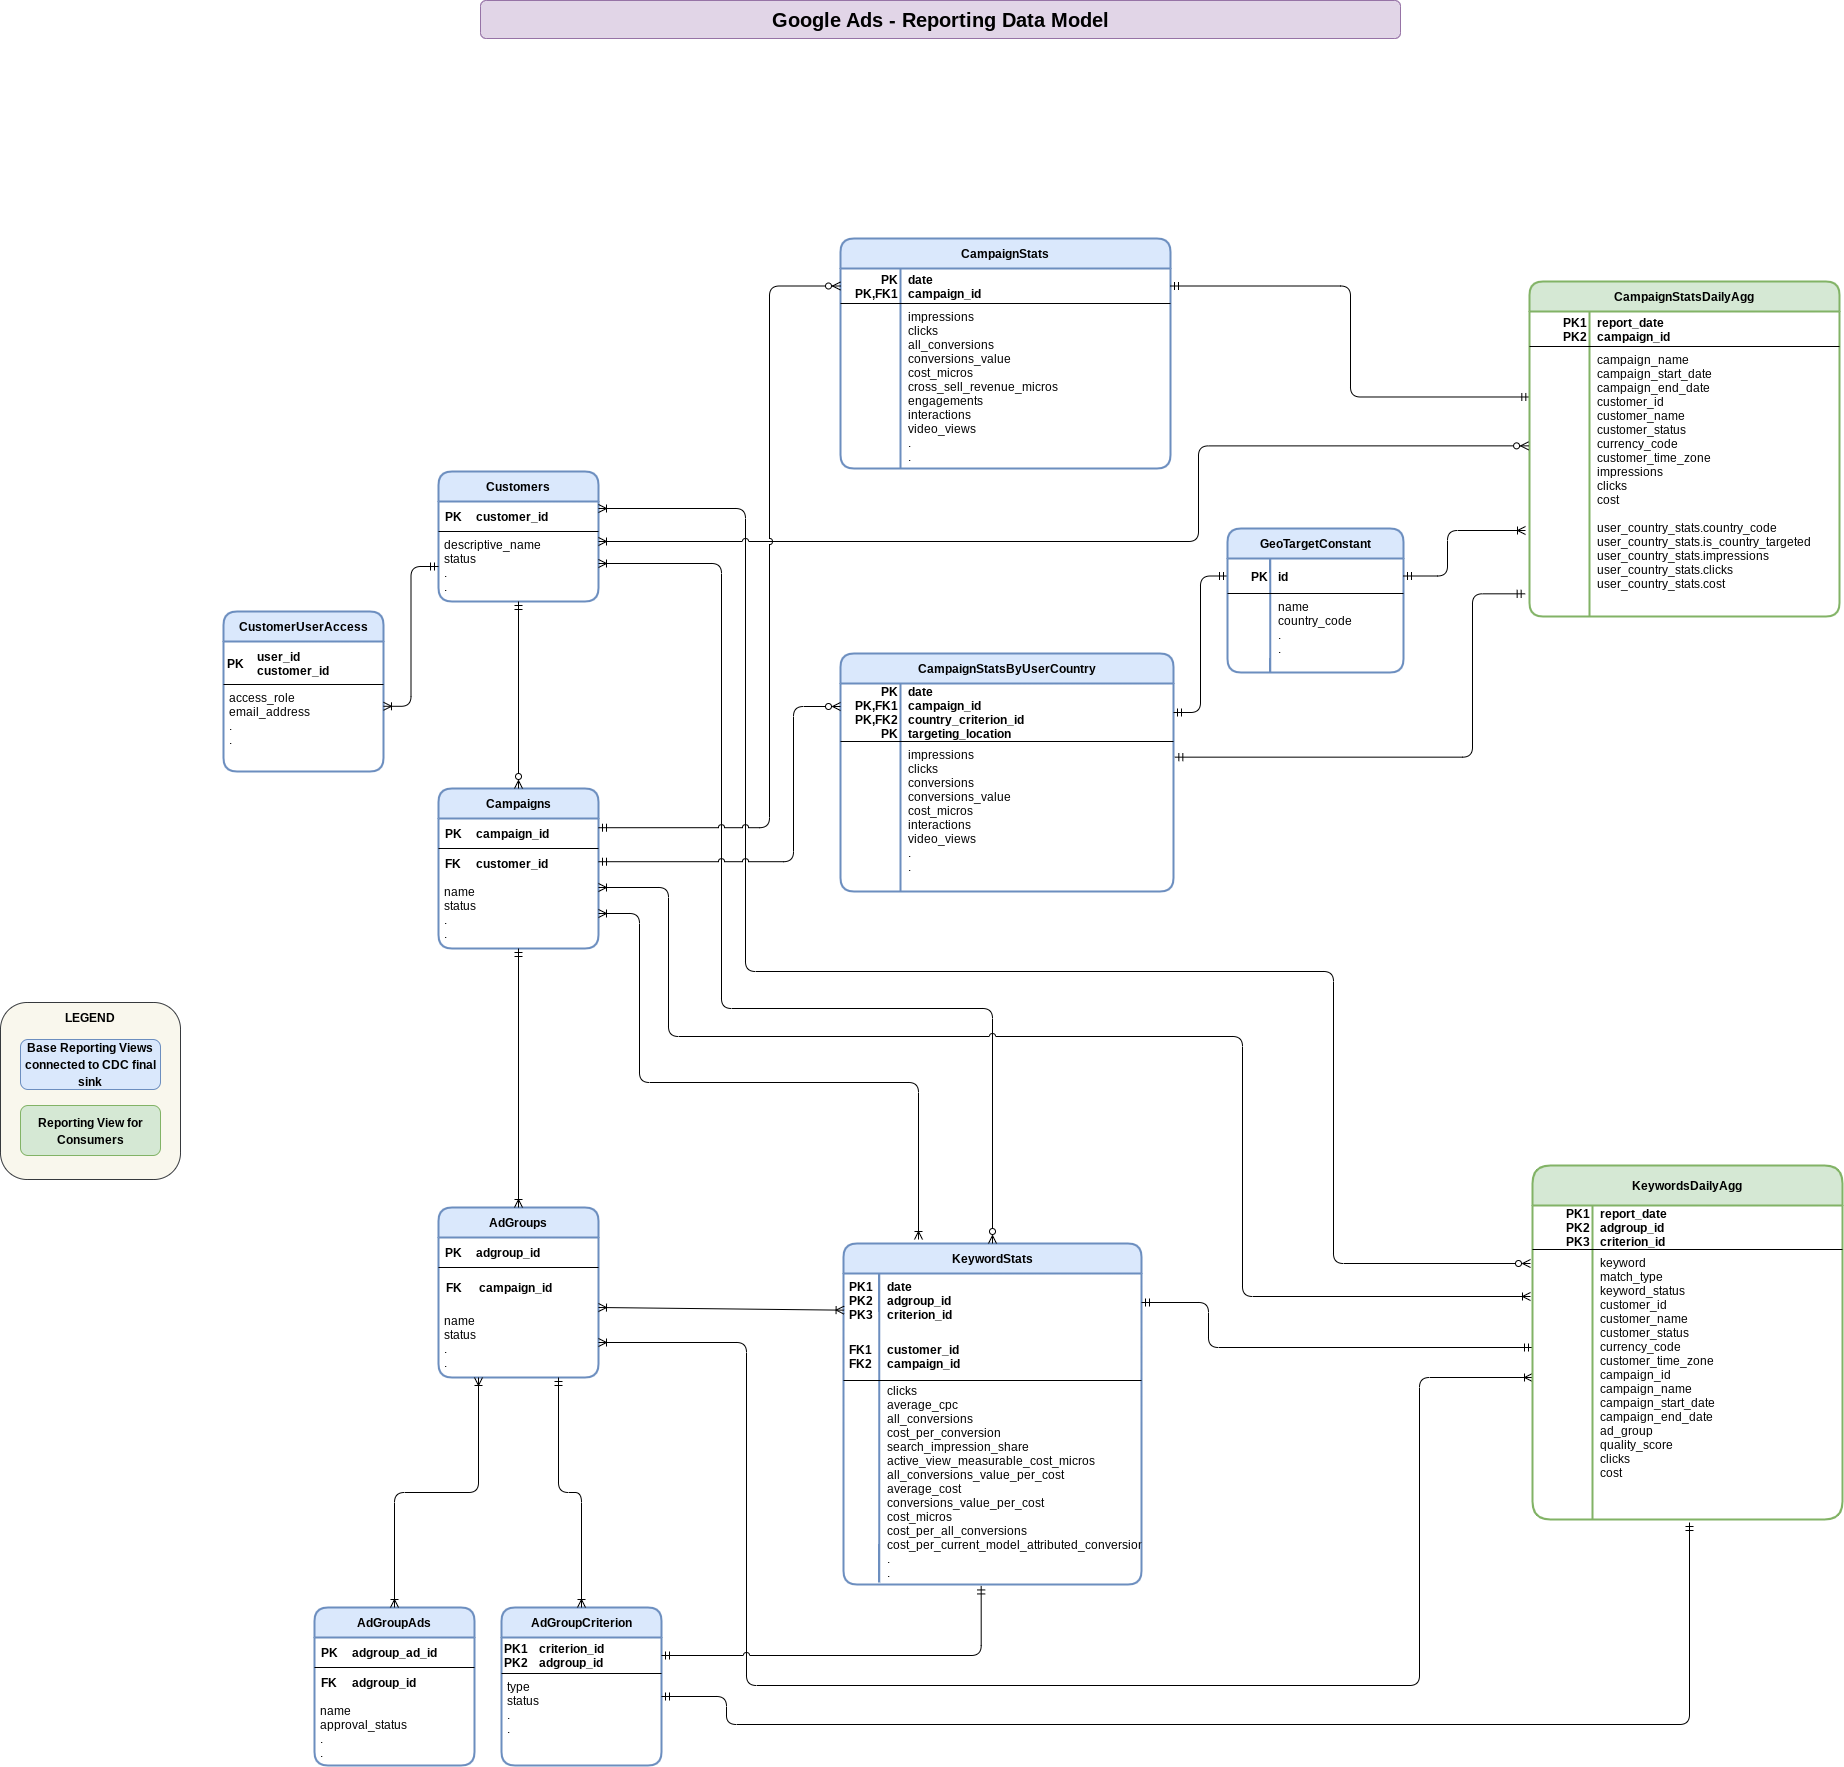 Google Ads - Reporting Data Model
CampaignStats
PK date
PK,FK1 campaign_id
impressions
clicks
all_conversions
conversions_value
cost_micros
cross_sell_revenue_micros
engagements
interactions
video_views
.
.
CampaignStatsDailyAgg
PK1 report_date
PK2 campaign_id
campaign_name
campaign_start_date
campaign_end_date
customer_id
customer_name
customer_status
currency_code
customer_time_zone
impressions
clicks
cost
user_country_stats.country_code
user_country_stats.is_country_targeted
user_country_stats.impressions
user_country_stats.clicks
user_country_stats.cost
Customers
PK customer_id
descriptive_name
status
.
.
GeoTargetConstant
PK id
name
country_code
.
.
CustomerUserAccess
PK user_id
customer_id
access_role
email_address
.
.
CampaignStatsByUserCountry
PK date
PK,FK1 campaign_id
PK,FK2 country_criterion_id
PK targeting_location
impressions
clicks
conversions
conversions_value
cost_micros
interactions
video_views
.
.
Campaigns
PK campaign_id
FK customer_id
name
status
.
.
LEGEND
Base Reporting Views
connected to CDC final
sink
Reporting View for
Consumers
AdGroups
PK adgroup_id
FK campaign_id
name
status
.
.
KeywordStats
PK1 date
PK2 adgroup_id
PK3 criterion_id
FK1 customer_id
FK2 campaign_id
clicks
average_cpc
all_conversions
cost_per_conversion
search_impression_share
active_view_measurable_cost_micros
all_conversions_value_per_cost
average_cost
conversions_value_per_cost
cost_micros
cost_per_all_conversions
cost_per_current_model_attributed_conversion
.
.
KeywordsDailyAgg
PK1 report_date
PK2 adgroup_id
PK3 criterion_id
keyword
match_type
keyword_status
customer_id
customer_name
customer_status
currency_code
customer_time_zone
campaign_id
campaign_name
campaign_start_date
campaign_end_date
ad_group
quality_score
clicks
cost
AdGroupAds
PK adgroup_ad_id
FK adgroup_id
name
approval_status
.
.
AdGroupCriterion
PK1 criterion_id
PK2 adgroup_id
type
status
.
.